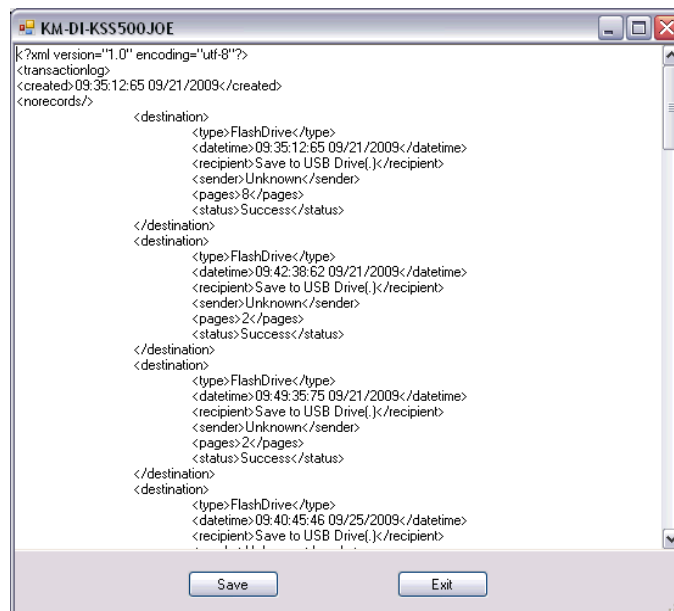 KM-DI-KSS500JOE
<?xml version="1.0" encoding="utf-8"?>
<transactionlog>
<created>09:35:12:65 09/21/2009</created>
<norecords/>
<destination>
<type>FlashDrive</type>
<datetime>09:35:12:65 09/21/2009</datetime>
<recipient>Save to USB Drive(.)</recipient>
<sender>Unknown</sender>
<pages>8</pages>
<status>Success</status>
</destination>
<destination>
<type>FlashDrive</type>
<datetime>09:42:38:62 09/21/2009</datetime>
<recipient>Save to USB Drive(.)</recipient>
<sender>Unknown</sender>
<pages>2</pages>
<status>Success</status>
</destination>
<destination>
<type>FlashDrive</type>
<datetime>09:49:35:75 09/21/2009</datetime>
<recipient>Save to USB Drive(.)</recipient>
<sender>Unknown</sender>
<pages>2</pages>
<status>Success</status>
</destination>
<destination>
<type>FlashDrive</type>
<datetime>09:40:45:46 09/25/2009</datetime>
<recipient>Save to USB Drive(.)</recipient>
Save Exit